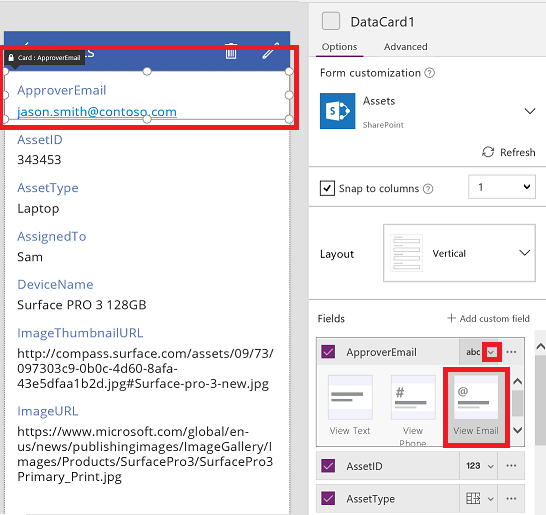 Card : ApproverEmail
ApproverEmail
jason.smith@contoso.com
AssetID
343453
AssetType
Laptop
AssignedTo
Sam
DeviceName
Surface PRO 3 128GB
ImageThumbnailURL
http://compass.surface.com/assets/09/73/
097303c9-0b0c-4d60-8afa-
43e5dfaa1b2d.jpg#Surface-pro-3-new.jpg
ImageURL
https://www.microsoft.com/global/en-
us/news/publishingimages/ImageGallery/I
mages/Products/SurfacePro3/SurfacePro3
Primary_Print.jpg
DataCard1
Options Advanced
Form customization ?
Assets
SharePoint
Refresh
Snap to columns ? 1
Layout Vertical
Fields + Add custom field
ApproverEmail abc ...
# @
View Text View Phone View Email
AssetID 123 ...
AssetType ...